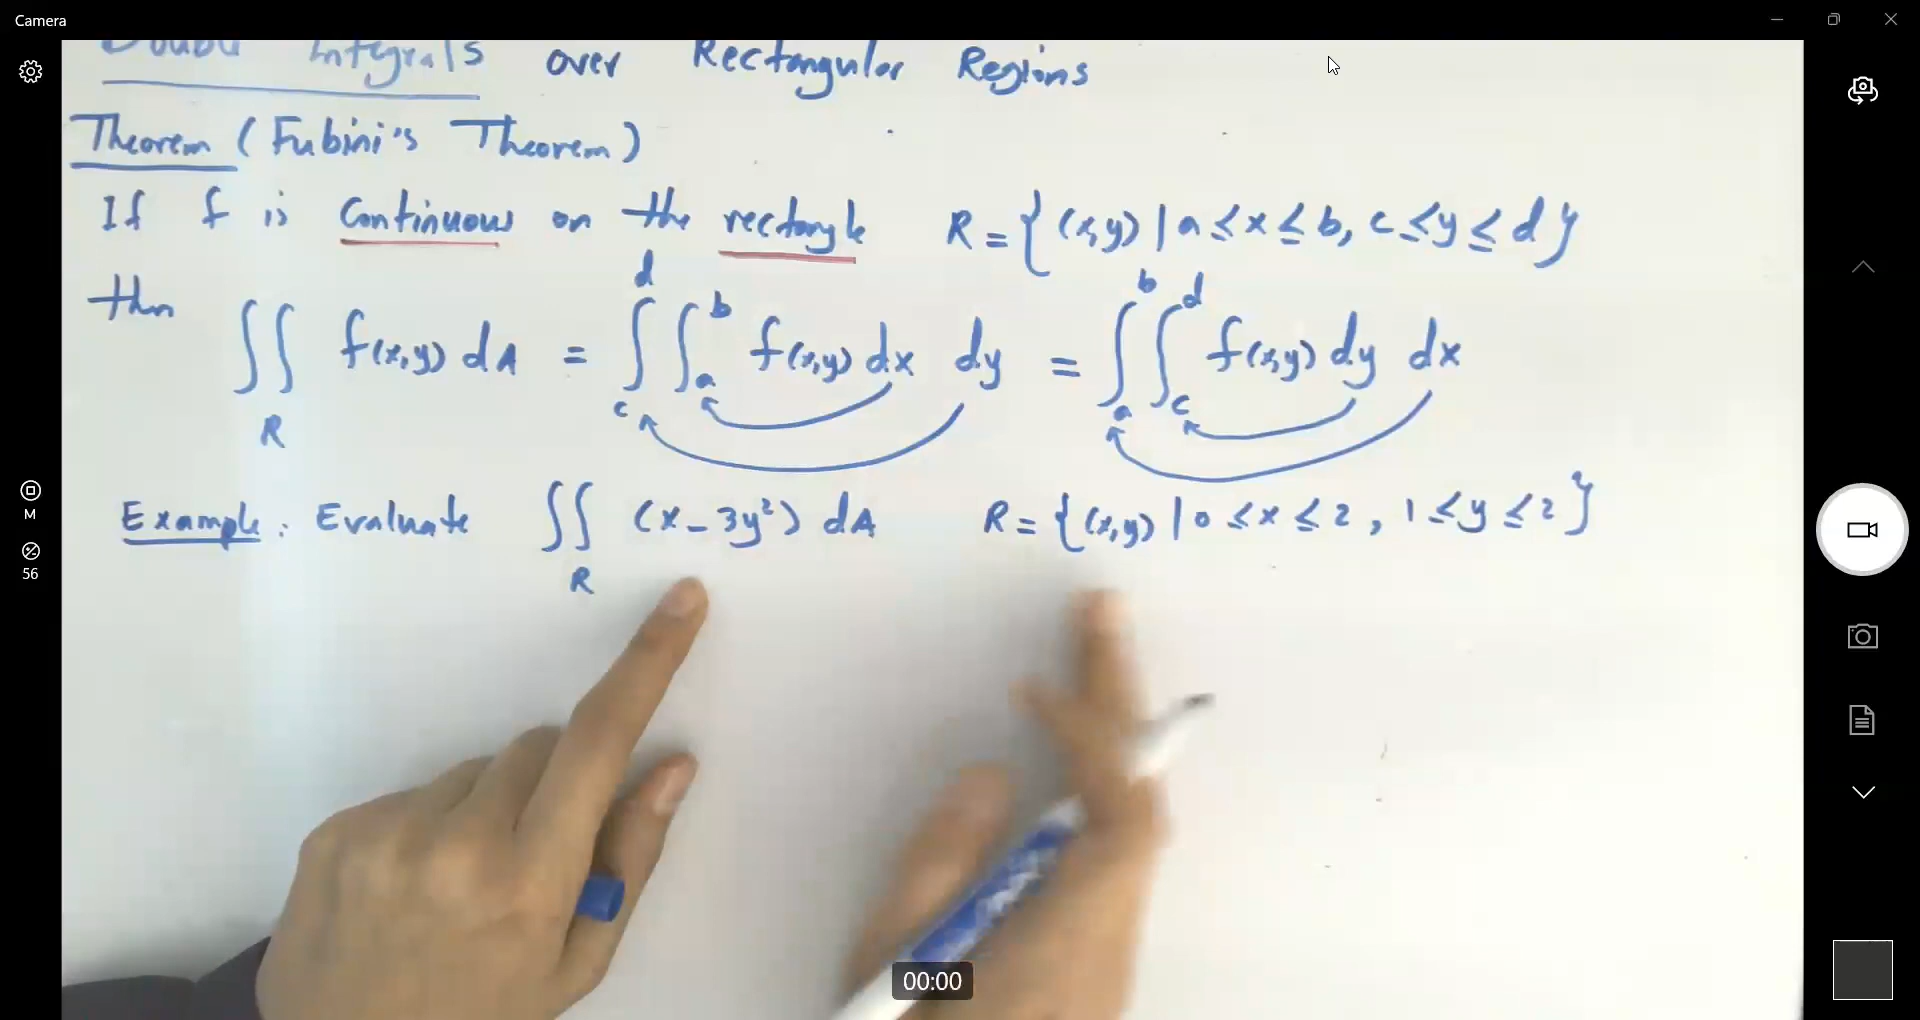 Camera
Double Integrals over Rectangular Regions
Theorem (Fubini's Theorem)
If f is continuous on the rectangle R = {(x,y) | a ≤ x ≤ b, c ≤ y ≤ d}
then ∬_R f(x,y) dA = ∫_c^d ∫_a^b f(x,y) dx dy = ∫_a^b ∫_c^d f(x,y) dy dx
Example: Evaluate ∬_R (x - 3y²) dA R = {(x,y) | 0 ≤ x ≤ 2, 1 ≤ y ≤ 2}
M
56
00:00